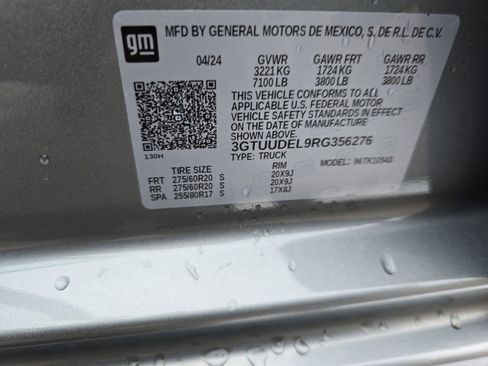 gm
MFD BY GENERAL MOTORS DE MEXICO, S. DE R.L. DE C.V.
04/24 GVWR GAWR FRT GAWR RR
3221 KG 1724 KG 1724 KG
7100 LB 3800 LB 3800 LB
THIS VEHICLE CONFORMS TO ALL
APPLICABLE U.S. FEDERAL MOTOR
VEHICLE SAFETY STANDARDS IN EFFECT
ON THE DATE OF MANUFACTURE
SHOWN ABOVE.
3GTUUDEL9RG356276
TYPE: TRUCK MODEL:
130H
TIRE SIZE RIM
FRT 275/60R20 S 20X9J
RR 275/60R20 S 20X9J
SPA 255/80R17 S 17X8J